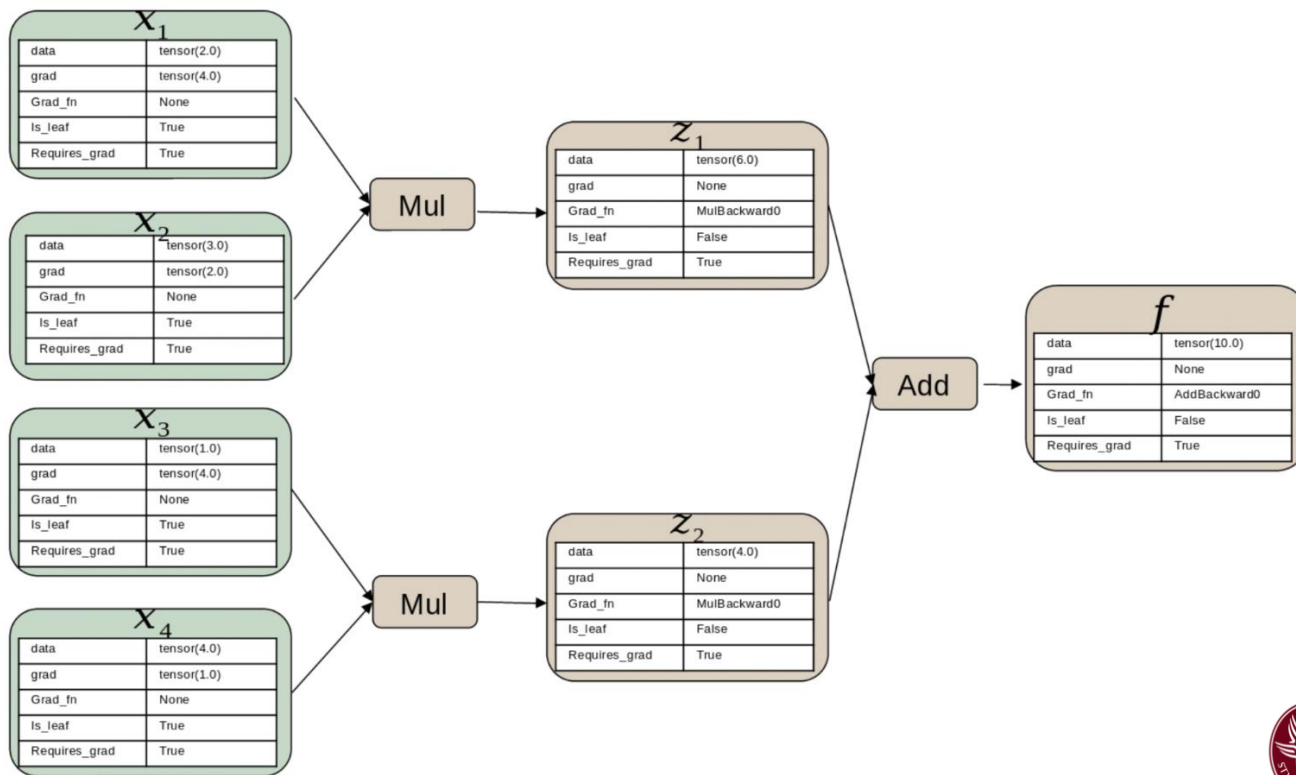 x₁
data tensor(2.0)
grad tensor(4.0)
Grad_fn None
Is_leaf True
Requires_grad True
x₂
data tensor(3.0)
grad tensor(2.0)
Grad_fn None
Is_leaf True
Requires_grad True
x₃
data tensor(1.0)
grad tensor(4.0)
Grad_fn None
Is_leaf True
Requires_grad True
x₄
data tensor(4.0)
grad tensor(1.0)
Grad_fn None
Is_leaf True
Requires_grad True
Mul
Mul
z₁
data tensor(6.0)
grad None
Grad_fn MulBackward0
Is_leaf False
Requires_grad True
z₂
data tensor(4.0)
grad None
Grad_fn MulBackward0
Is_leaf False
Requires_grad True
Add
f
data tensor(10.0)
grad None
Grad_fn AddBackward0
Is_leaf False
Requires_grad True